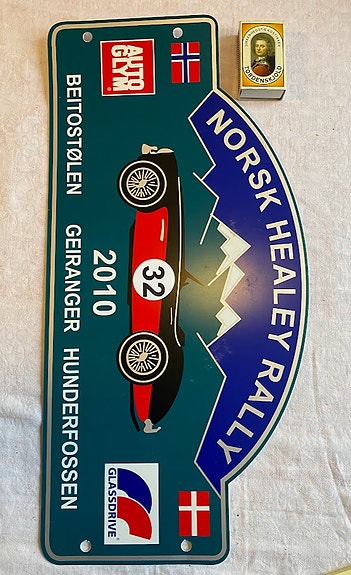 NORSK HEALEY RALLY
AUTO
GLYM
32
GLASSDRIVE
2010
BEITOSTØLEN GEIRANGER HUNDERFOSSEN
TORDENSKJOLD